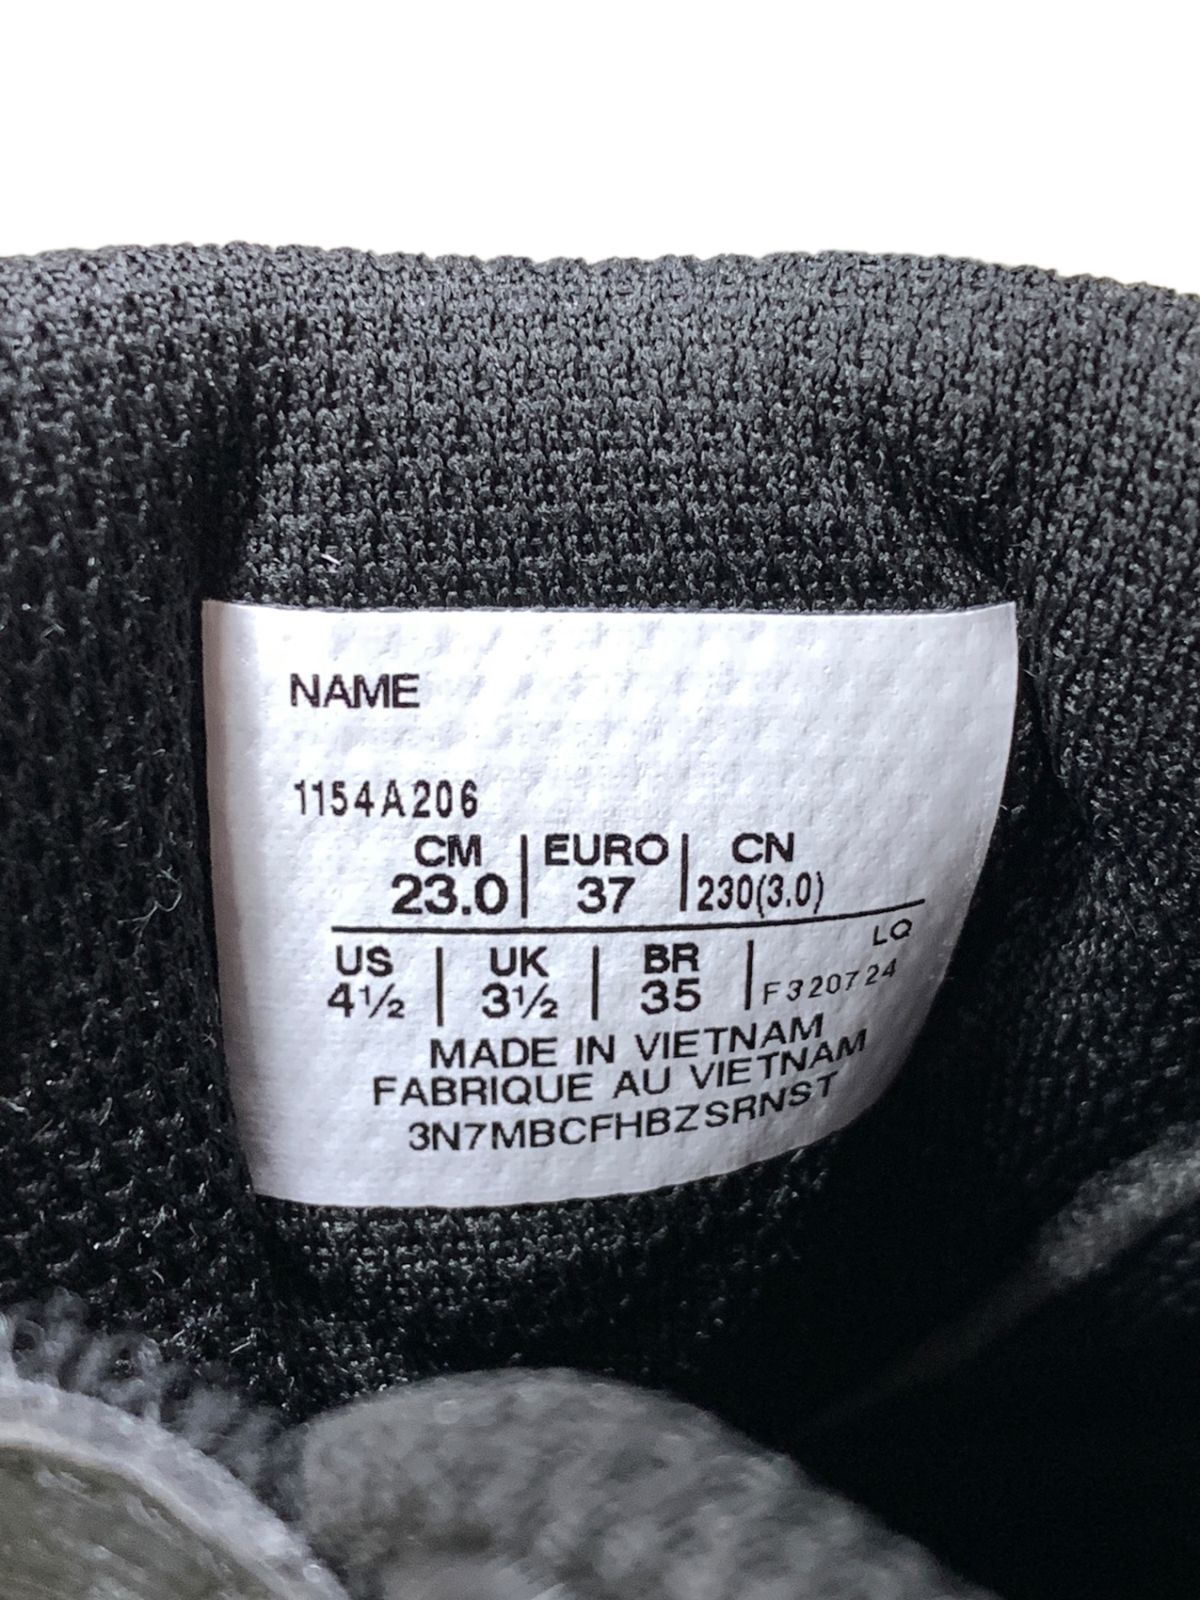 NAME
1154A206
CM | EURO | CN
23.0 | 37 | 230(3.0)
LQ
US | UK | BR
4½ | 3½ | 35 | F320724
MADE IN VIETNAM
FABRIQUE AU VIETNAM
3N7MBCFHBZSRNST